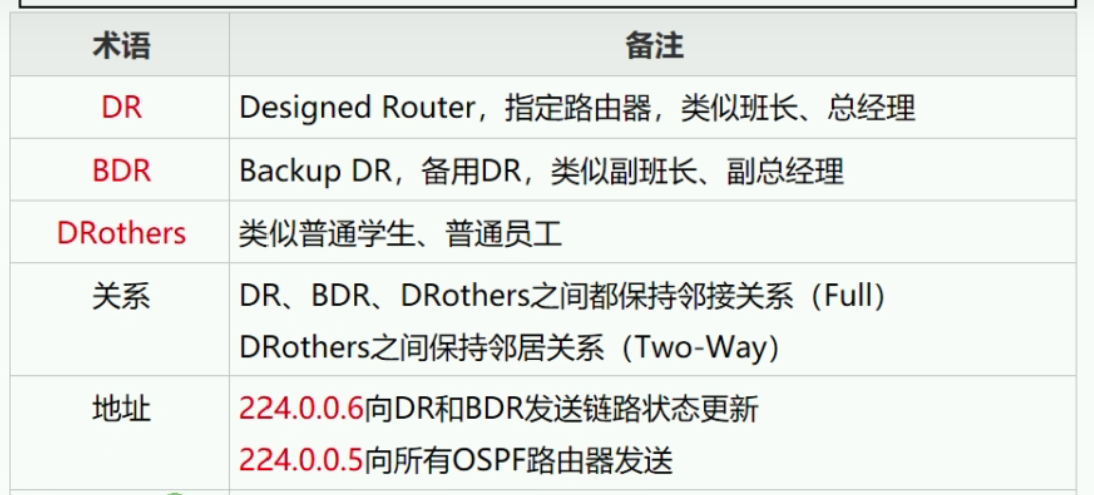 术语 备注
DR Designed Router，指定路由器，类似班长、总经理
BDR Backup DR，备用DR，类似副班长、副总经理
DRothers 类似普通学生、普通员工
关系 DR、BDR、DRothers之间都保持邻接关系（Full）
DRothers之间保持邻居关系（Two-Way）
地址 224.0.0.6向DR和BDR发送链路状态更新
224.0.0.5向所有OSPF路由器发送